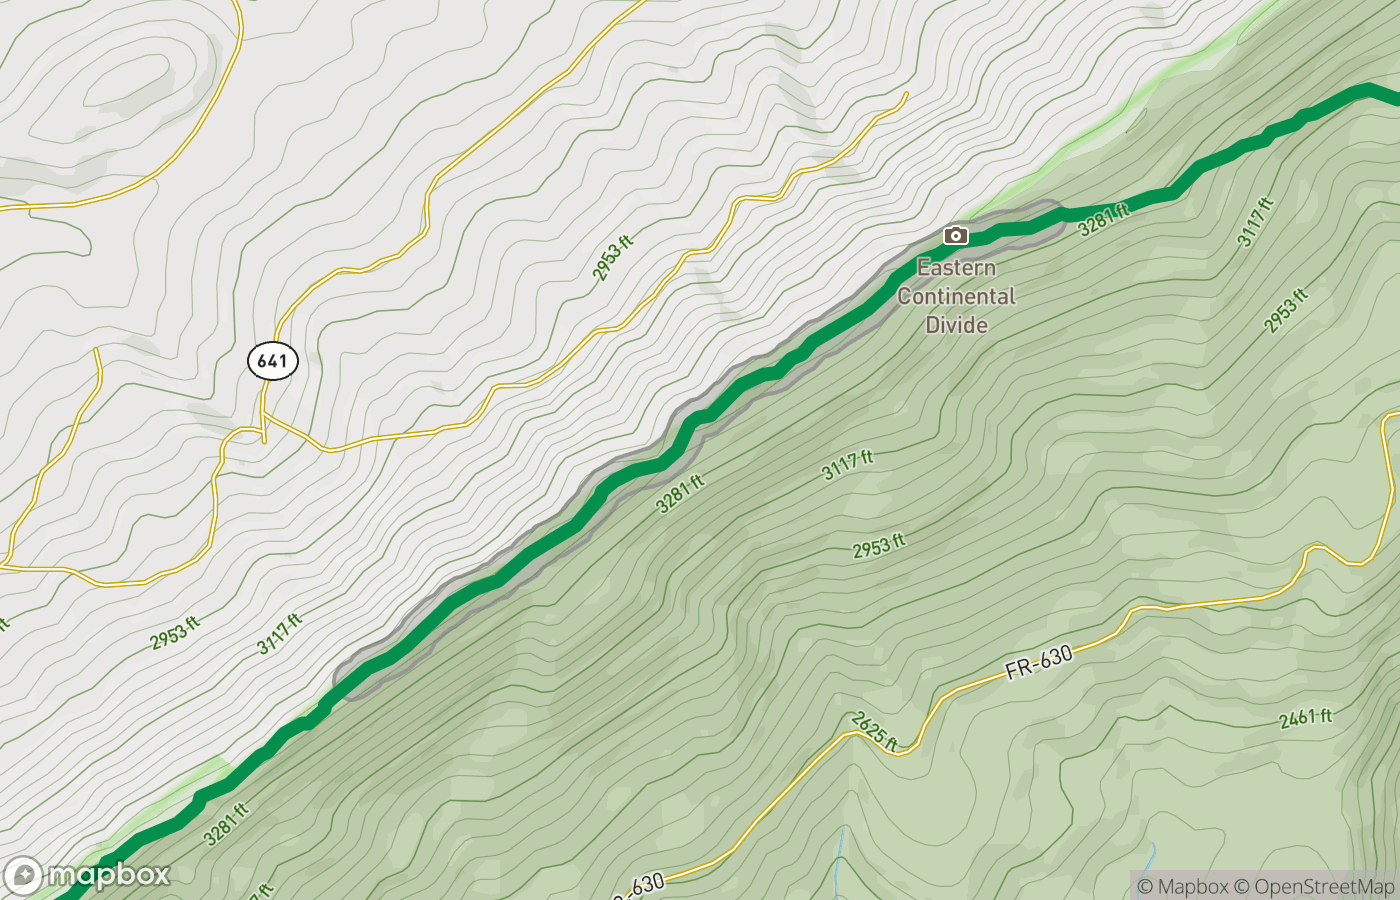 2953 ft
3281 ft
3117 ft
Eastern
Continental
Divide
2953 ft
641
3117 ft
3281 ft
2953 ft
2953 ft
3117 ft
FR-630
2461 ft
2625 ft
3281 ft
mapbox
-630
© Mapbox © OpenStreetMap